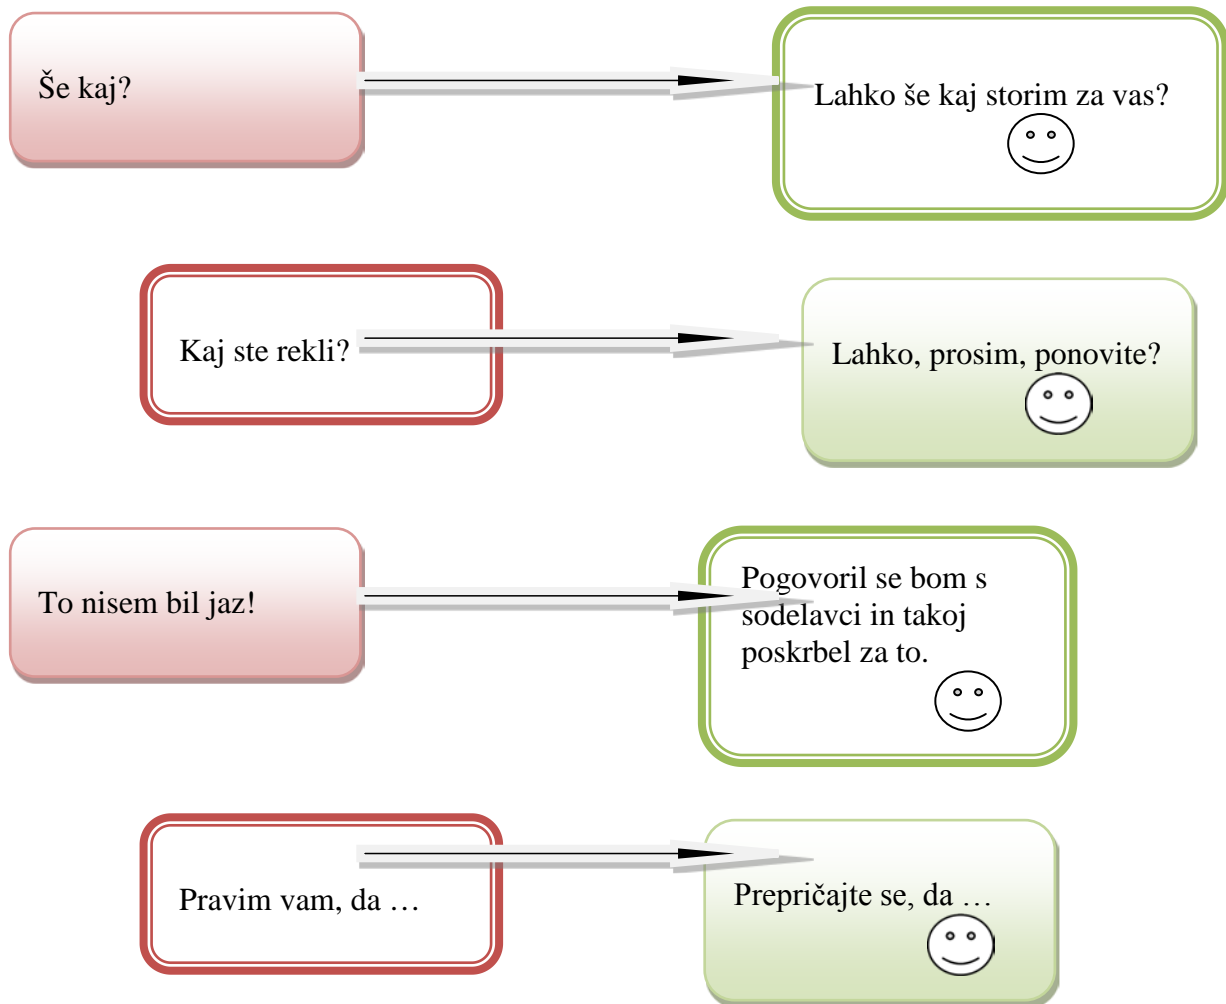 Še kaj?
Lahko še kaj storim za vas?
Kaj ste rekli?
Lahko, prosim, ponovite?
To nisem bil jaz!
Pogovoril se bom s
sodelavci in takoj
poskrbel za to.
Pravim vam, da …
Prepričajte se, da …